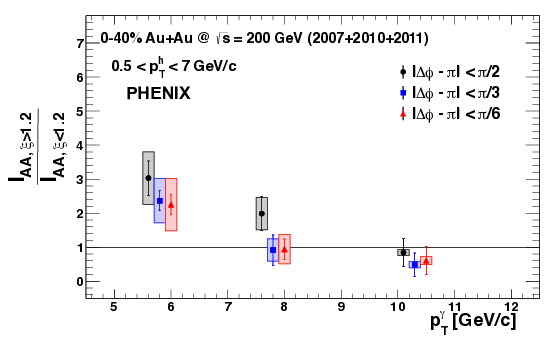 0-40% Au+Au @ √s = 200 GeV (2007+2010+2011)
0.5 < p_T^h < 7 GeV/c
PHENIX
|Δϕ - π| < π/2
|Δϕ - π| < π/3
|Δϕ - π| < π/6
I_AA, ξ>1.2
I_AA, ξ<1.2
7
6
5
4
3
2
1
0
5 6 7 8 9 10 11 12
p_T^γ [GeV/c]